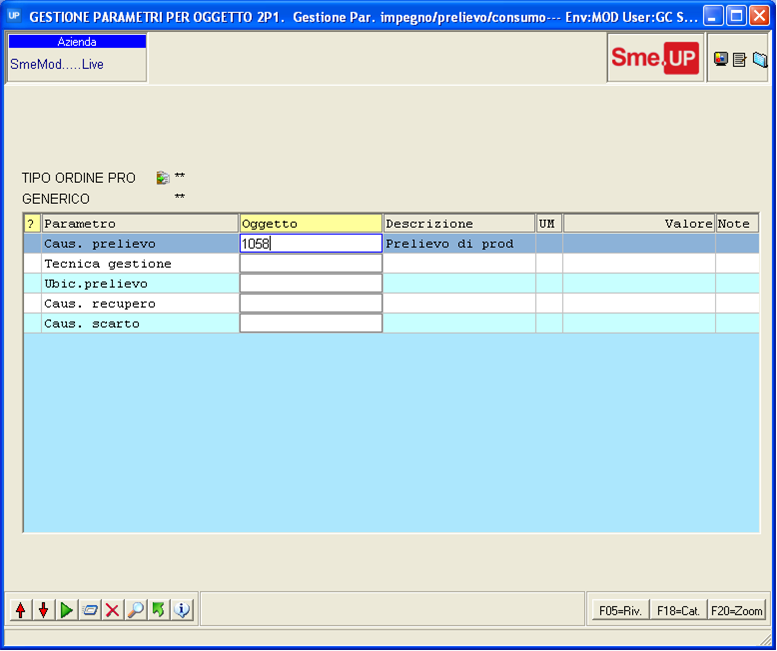 UP GESTIONE PARAMETRI PER OGGETTO 2P1. Gestione Par. impegno/prelievo/consumo--- Env:MOD User:GC S...
Azienda
SmeMod.....Live
Sme.UP
TIPO ORDINE PRO **
GENERICO **
? Parametro Oggetto Descrizione UM Valore Note
Caus. prelievo 1058 Prelievo di prod
Tecnica gestione
Ubic.prelievo
Caus. recupero
Caus. scarto
F05=Riv. F18=Cat. F20=Zoom